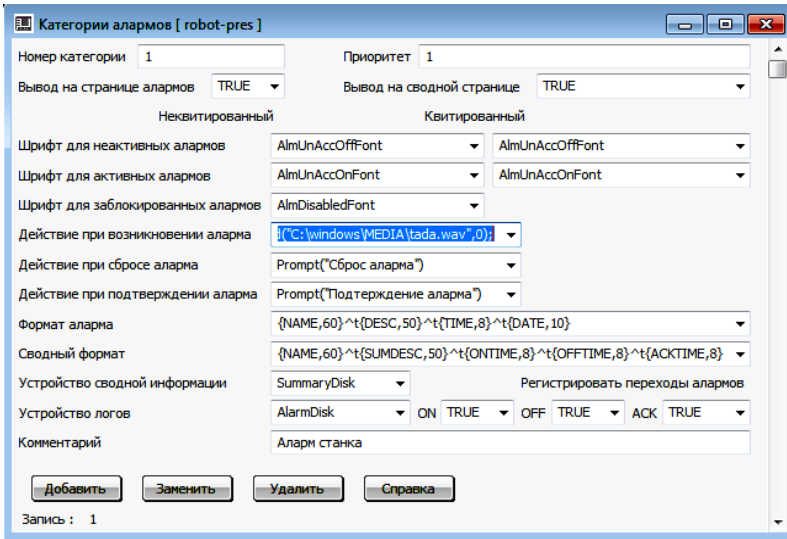 Категории алармов [ robot-pres ]
Номер категории 1 Приоритет 1
Вывод на странице алармов TRUE Вывод на сводной странице TRUE
Неквитированный Квитированный
Шрифт для неактивных алармов AlmUnAccOffFont AlmUnAccOffFont
Шрифт для активных алармов AlmUnAccOnFont AlmUnAccOnFont
Шрифт для заблокированных алармов AlmDisabledFont
Действие при возникновении аларма d("C:\windows\MEDIA\tada.wav",0);
Действие при сбросе аларма Prompt("Сброс аларма")
Действие при подтверждении аларма Prompt("Подтерждение аларма")
Формат аларма {NAME,60}^t{DESC,50}^t{TIME,8}^t{DATE,10}
Сводный формат {NAME,60}^t{SUMDESC,50}^t{ONTIME,8}^t{OFFTIME,8}^t{ACKTIME,8}
Устройство сводной информации SummaryDisk Регистрировать переходы алармов
Устройство логов AlarmDisk ON TRUE OFF TRUE ACK TRUE
Комментарий Аларм станка
Добавить Заменить Удалить Справка
Запись : 1